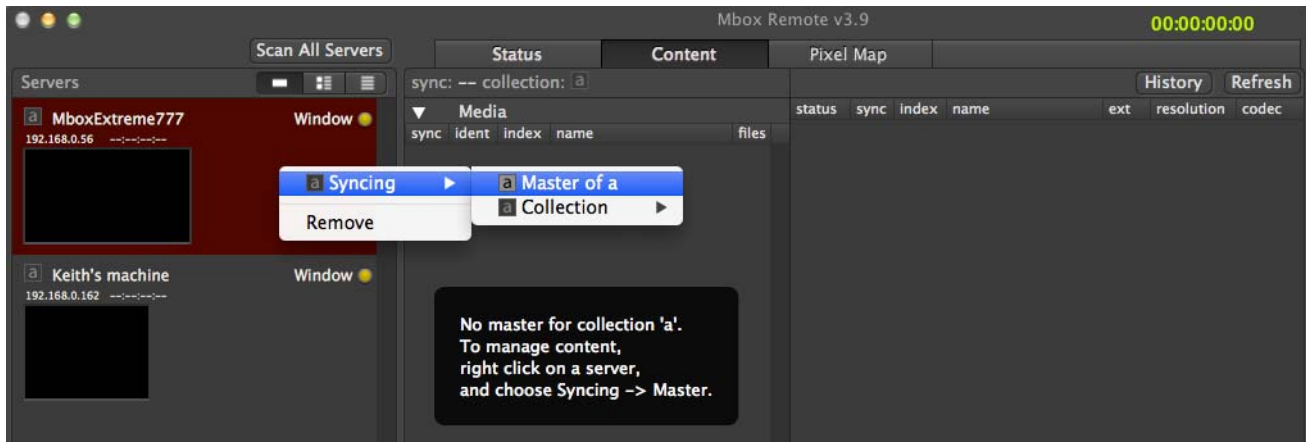 Mbox Remote v3.9
00:00:00:00
Scan All Servers
Status Content Pixel Map
Servers
sync: -- collection: a
History Refresh
Media
sync ident index name files
status sync index name ext resolution codec
a MboxExtreme777 Window
192.168.0.56 --:--:--:--
a Syncing
Remove
a Master of a
a Collection
a Keith's machine Window
192.168.0.162 --:--:--:--
No master for collection 'a'.
To manage content,
right click on a server,
and choose Syncing -> Master.